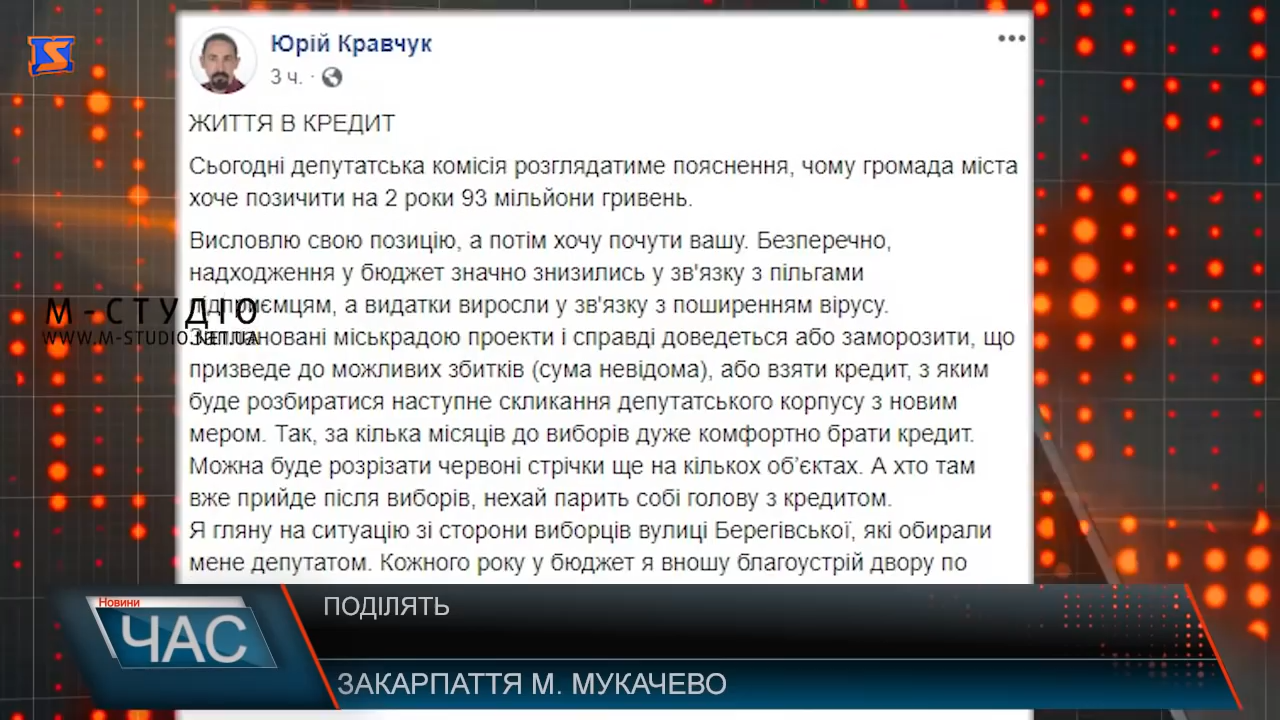 Юрій Кравчук
3 ч. ·
ЖИТТЯ В КРЕДИТ
Сьогодні депутатська комісія розглядатиме пояснення, чому громада міста
хоче позичити на 2 роки 93 мільйони гривень.
Висловлю свою позицію, а потім хочу почути вашу. Безперечно,
надходження у бюджет значно знизились у зв'язку з пільгами
підприємцям, а видатки виросли у зв'язку з поширенням вірусу.
Заплановані міськрадою проекти і справді доведеться або заморозити, що
призведе до можливих збитків (сума невідома), або взяти кредит, з яким
буде розбиратися наступне скликання депутатського корпусу з новим
мером. Так, за кілька місяців до виборів дуже комфортно брати кредит.
Можна буде розрізати червоні стрічки ще на кількох об’єктах. А хто там
вже прийде після виборів, нехай парить собі голову з кредитом.
Я гляну на ситуацію зі сторони виборців вулиці Берегівської, які обирали
мене депутатом. Кожного року у бюджет я вношу благоустрій двору по
М-СТУДІО
WWW.M-STUDIO.NET.UA
Новини
ЧАС
ПОДІЛЯТЬ
ЗАКАРПАТТЯ М. МУКАЧЕВО